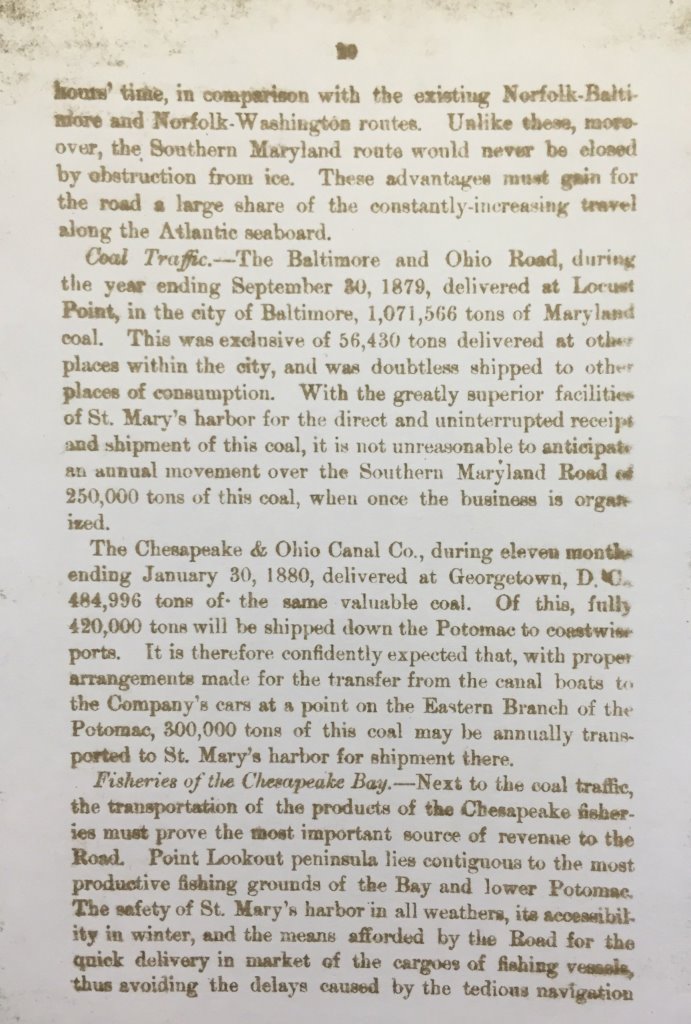 hours' time, in comparison with the existing Norfolk-Balti-
more and Norfolk-Washington routes. Unlike these, more-
over, the Southern Maryland route would never be closed
by obstruction from ice. These advantages must gain for
the road a large share of the constantly-increasing travel
along the Atlantic seaboard.
Coal Traffic.—The Baltimore and Ohio Road, during
the year ending September 30, 1879, delivered at Locust
Point, in the city of Baltimore, 1,071,566 tons of Maryland
coal. This was exclusive of 56,430 tons delivered at other
places within the city, and was doubtless shipped to other
places of consumption. With the greatly superior facilities
of St. Mary's harbor for the direct and uninterrupted receipt
and shipment of this coal, it is not unreasonable to anticipate
an annual movement over the Southern Maryland Road of
250,000 tons of this coal, when once the business is organ-
ized.
The Chesapeake & Ohio Canal Co., during eleven months
ending January 30, 1880, delivered at Georgetown, D. C.
484,996 tons of the same valuable coal. Of this, fully
420,000 tons will be shipped down the Potomac to coastwise
ports. It is therefore confidently expected that, with proper
arrangements made for the transfer from the canal boats to
the Company's cars at a point on the Eastern Branch of the
Potomac, 300,000 tons of this coal may be annually trans-
ported to St. Mary's harbor for shipment there.
Fisheries of the Chesapeake Bay.—Next to the coal traffic,
the transportation of the products of the Chesapeake fisher-
ies must prove the most important source of revenue to the
Road. Point Lookout peninsula lies contiguous to the most
productive fishing grounds of the Bay and lower Potomac.
The safety of St. Mary's harbor in all weathers, its accessibil-
ity in winter, and the means afforded by the Road for the
quick delivery in market of the cargoes of fishing vessels,
thus avoiding the delays caused by the tedious navigation